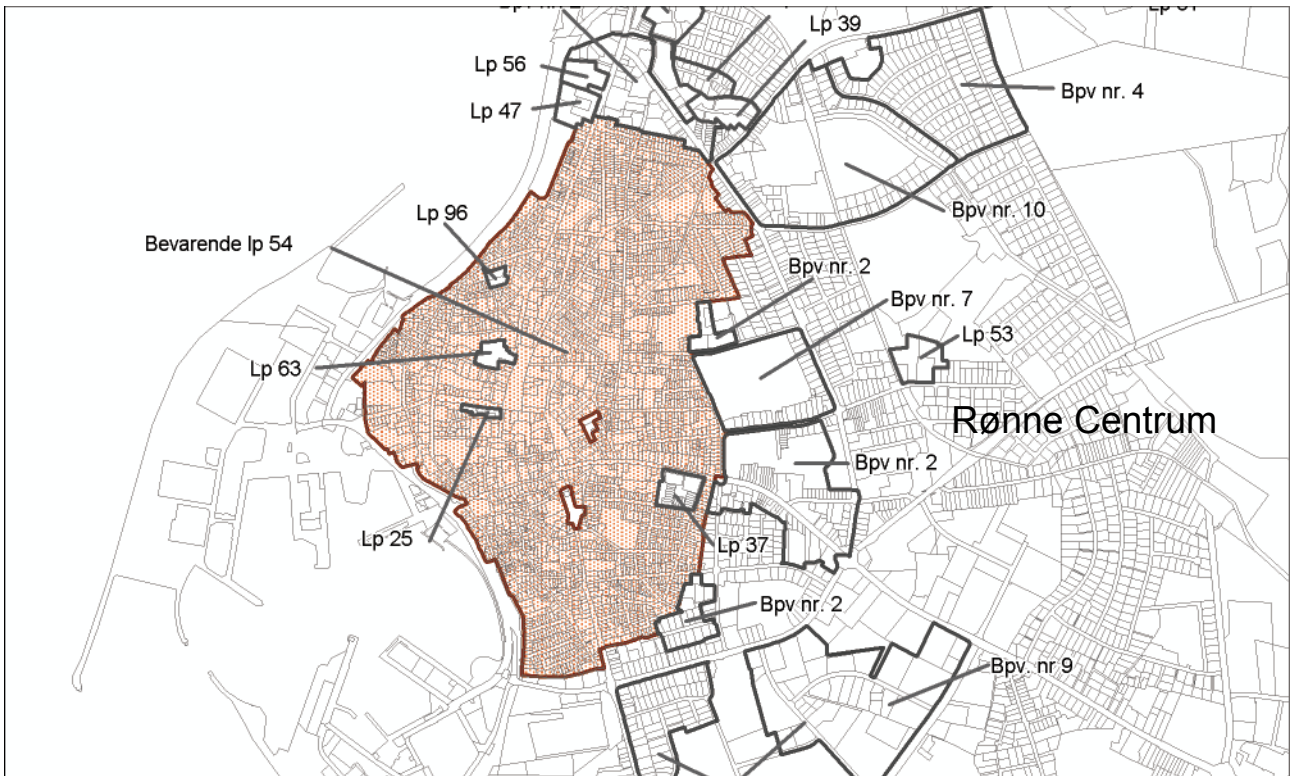 Lp 39
Lp 56
Bpv nr. 4
Lp 47
Bpv nr. 10
Lp 96
Bevarende lp 54
Bpv nr. 2
Bpv nr. 7
Lp 53
Lp 63
Rønne Centrum
Bpv nr. 2
Lp 25
Lp 37
Bpv nr. 2
Bpv. nr 9